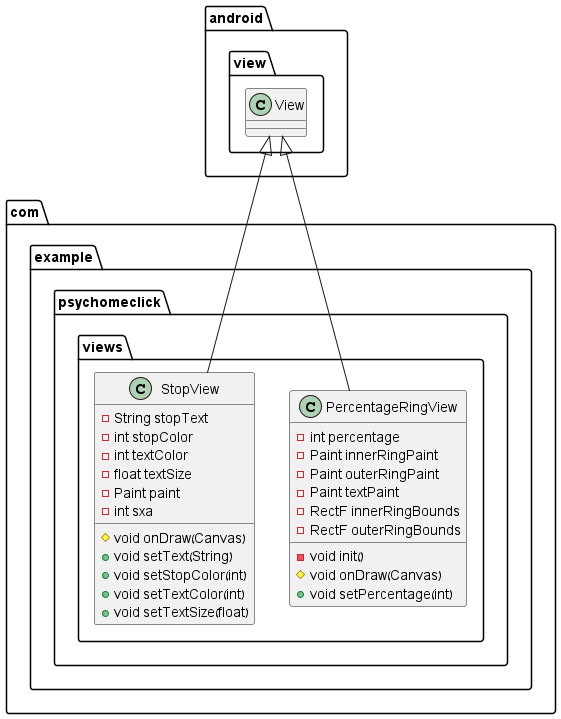 android
view
C View
com
example
psychomeclick
views
C StopView
String stopText
int stopColor
int textColor
float textSize
Paint paint
int sxa
void onDraw(Canvas)
void setText(String)
void setStopColor(int)
void setTextColor(int)
void setTextSize(float)
C PercentageRingView
int percentage
Paint innerRingPaint
Paint outerRingPaint
Paint textPaint
RectF innerRingBounds
RectF outerRingBounds
void init()
void onDraw(Canvas)
void setPercentage(int)